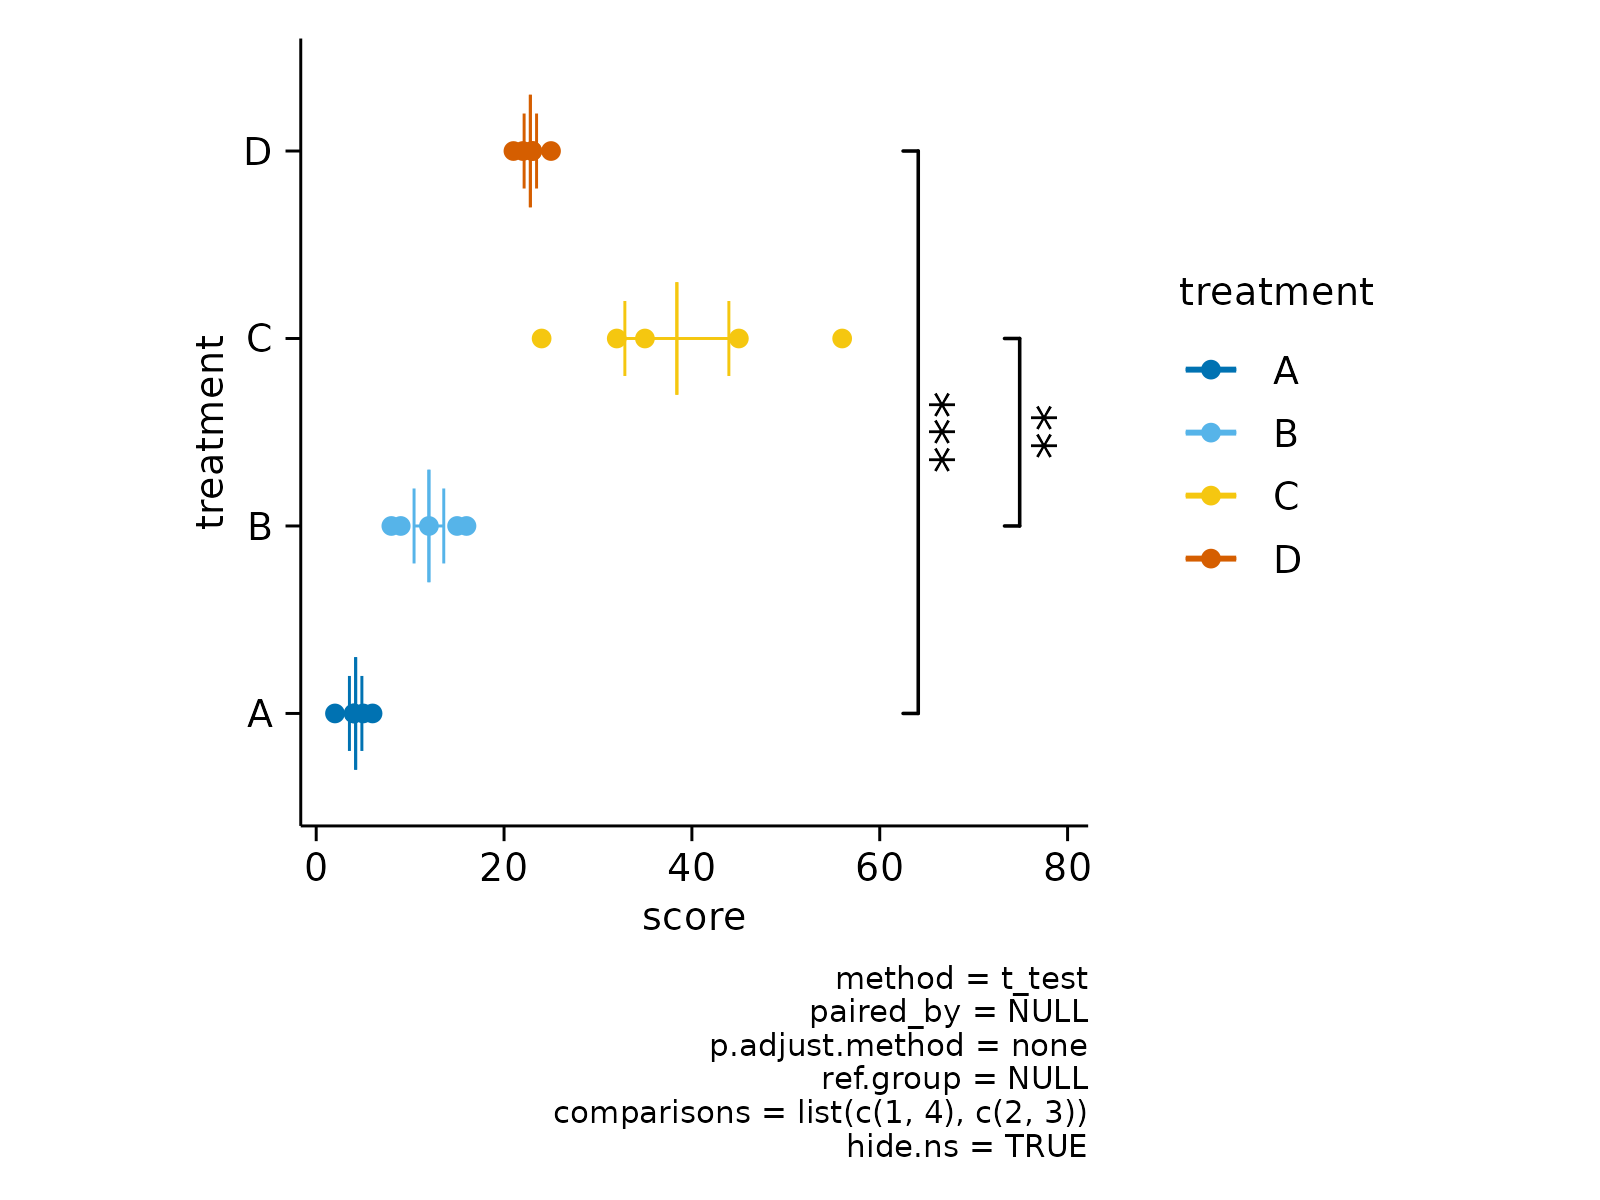 D
C
B
A
treatment
***
**
0 20 40 60 80
score
treatment
A
B
C
D
method = t_test
paired_by = NULL
p.adjust.method = none
ref.group = NULL
comparisons = list(c(1, 4), c(2, 3))
hide.ns = TRUE